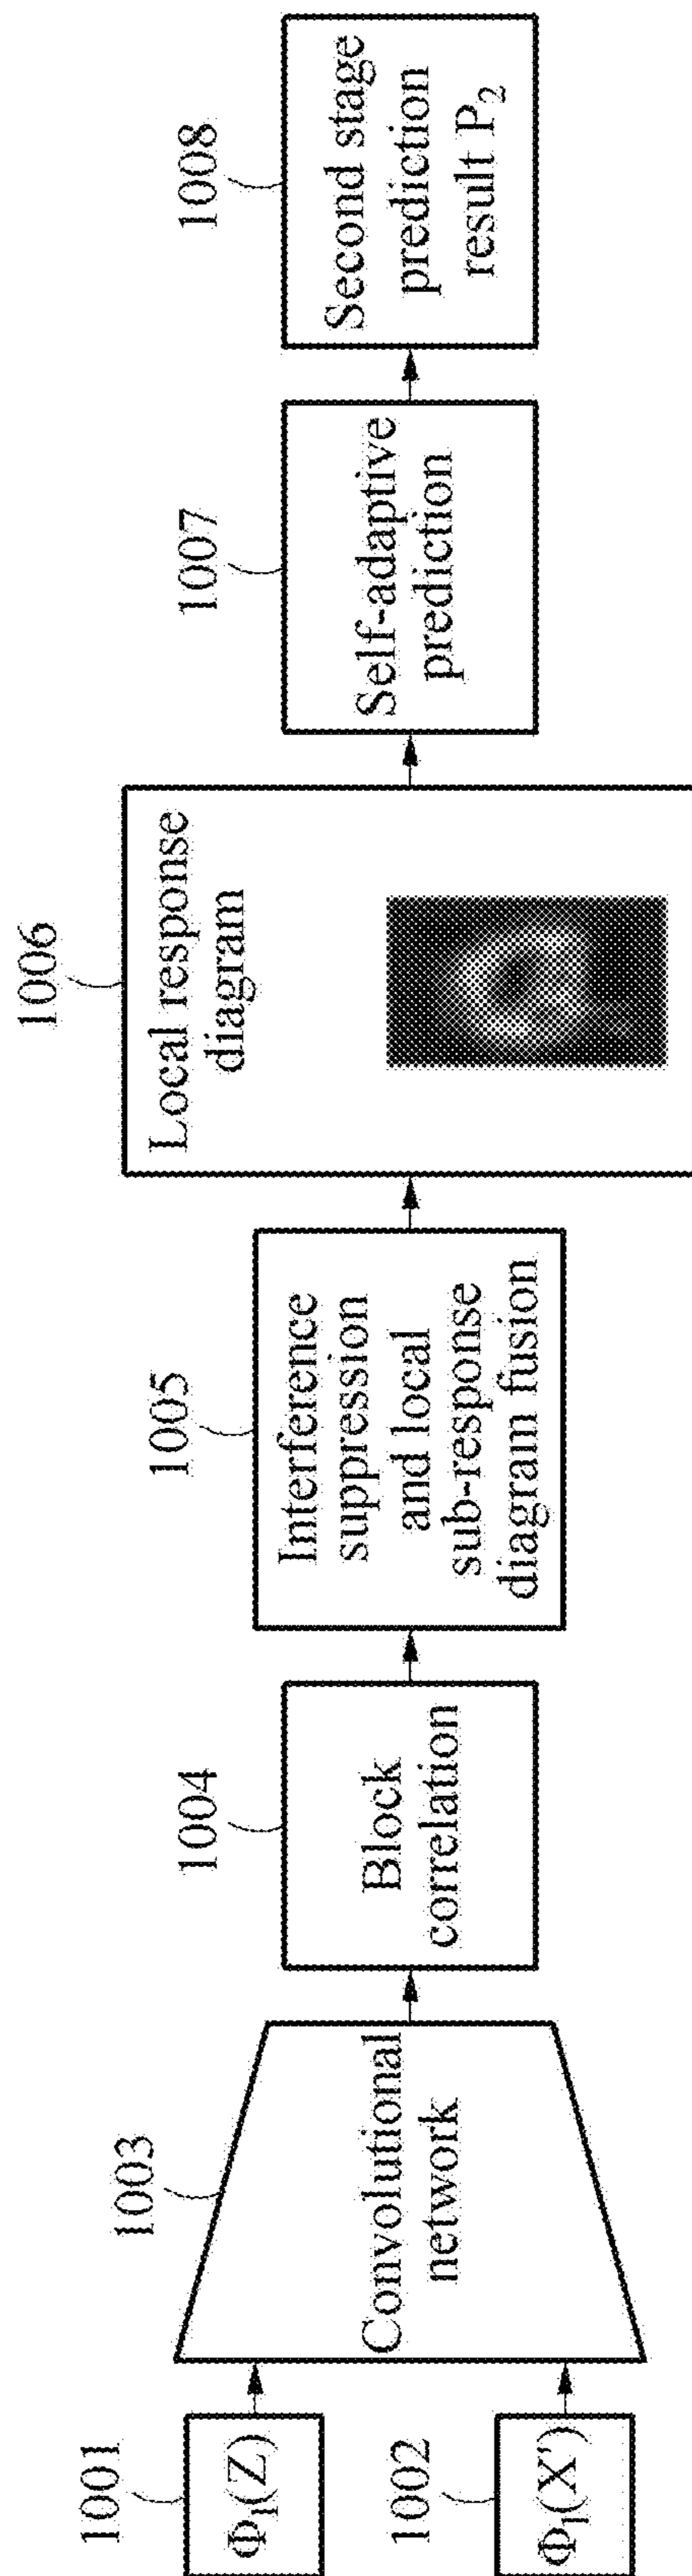 1001
Φ₁(Z)
1002
Φ₁(X')
1003
Convolutional
network
1004
Block
correlation
1005
Interference
suppression
and local
sub-response
diagram fusion
1006
Local response
diagram
1007
Self-adaptive
prediction
1008
Second stage
prediction
result P₂